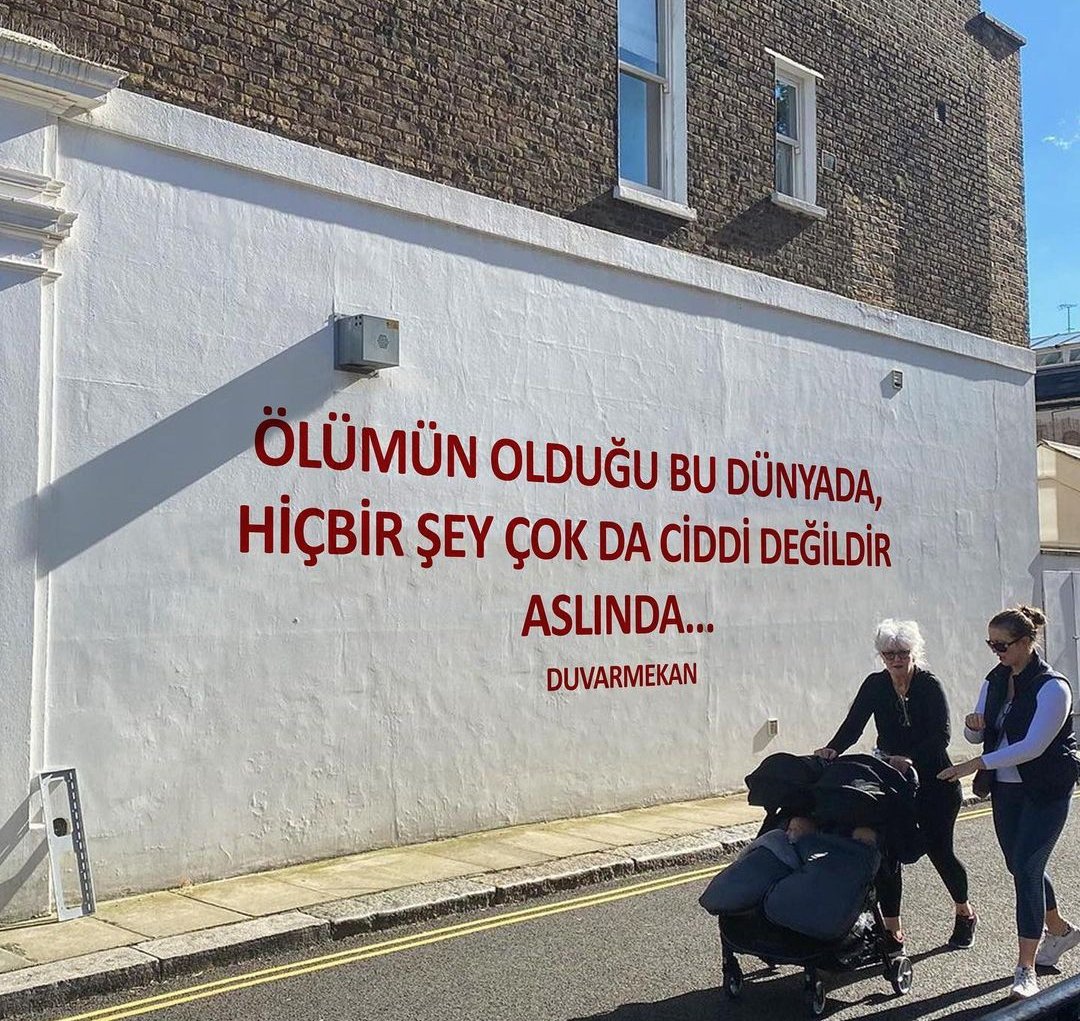 ÖLÜMÜN OLDUĞU BU DÜNYADA,
HİÇBİR ŞEY ÇOK DA CİDDİ DEĞİLDİR
ASLINDA...
DUVARMEKAN